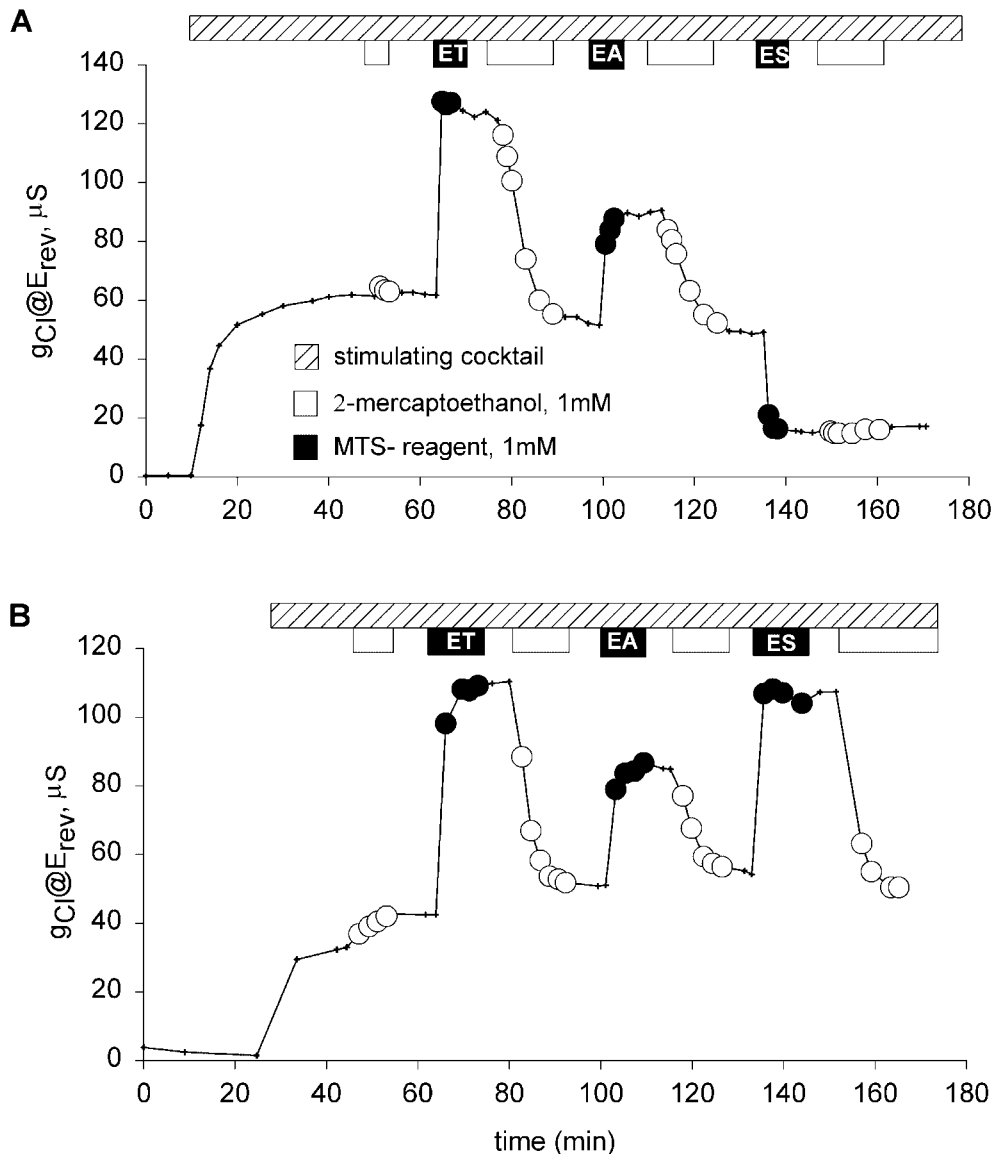 A
ET EA ES
140
120
100
80
60
40
20
0
gCl@Erev, μS
stimulating cocktail
2-mercaptoethanol, 1mM
MTS- reagent, 1mM
0 20 40 60 80 100 120 140 160 180
B
ET EA ES
120
100
80
60
40
20
0
gCl@Erev, μS
0 20 40 60 80 100 120 140 160 180
time (min)